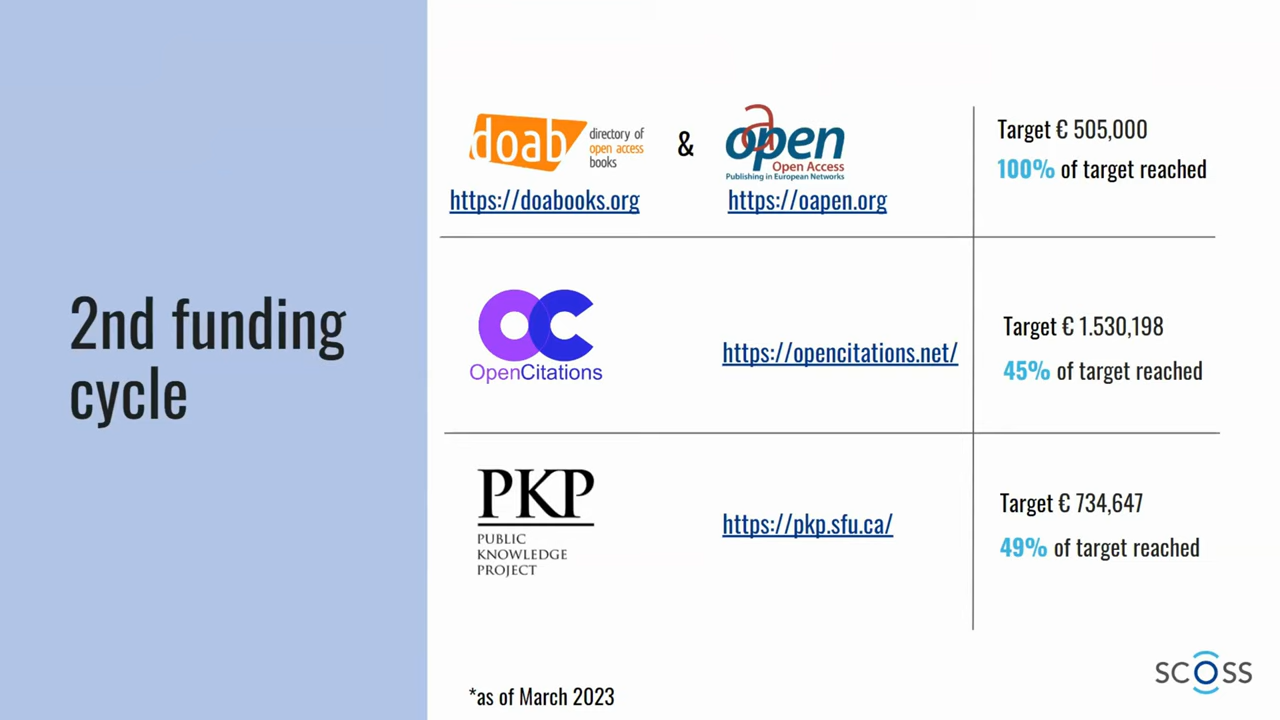 2nd funding
cycle
doab
directory of
open access
books
&
oapen
Open Access
Publishing in European Networks
https://doabooks.org
https://oapen.org
Target € 505,000
100% of target reached
OC
OpenCitations
https://opencitations.net/
Target € 1.530,198
45% of target reached
PKP
PUBLIC
KNOWLEDGE
PROJECT
https://pkp.sfu.ca/
Target € 734,647
49% of target reached
*as of March 2023
SCOSS